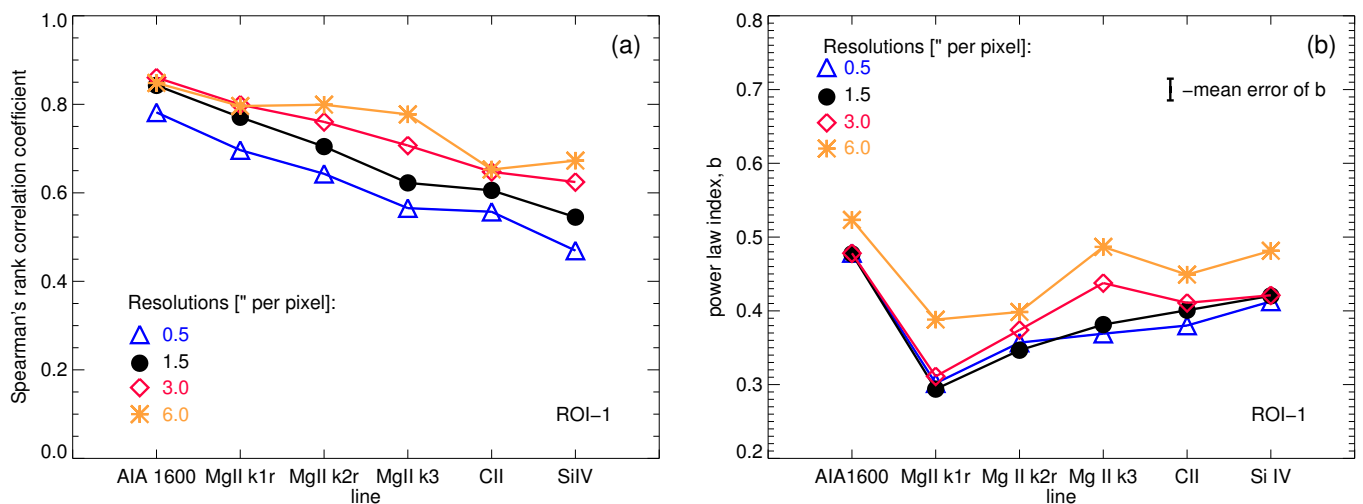 (a)
Spearman's rank correlation coefficient
1.0
0.8
0.6
0.4
0.2
0.0
Resolutions [" per pixel]:
0.5
1.5
3.0
6.0
ROI-1
AIA 1600 MgII k1r MgII k2r MgII k3 CII SiIV
line
(b)
power law index, b
0.8
0.7
0.6
0.5
0.4
0.3
0.2
Resolutions [" per pixel]:
0.5
1.5
3.0
6.0
-mean error of b
ROI-1
AIA1600 MgII k1r Mg II k2r Mg II k3 CII Si IV
line